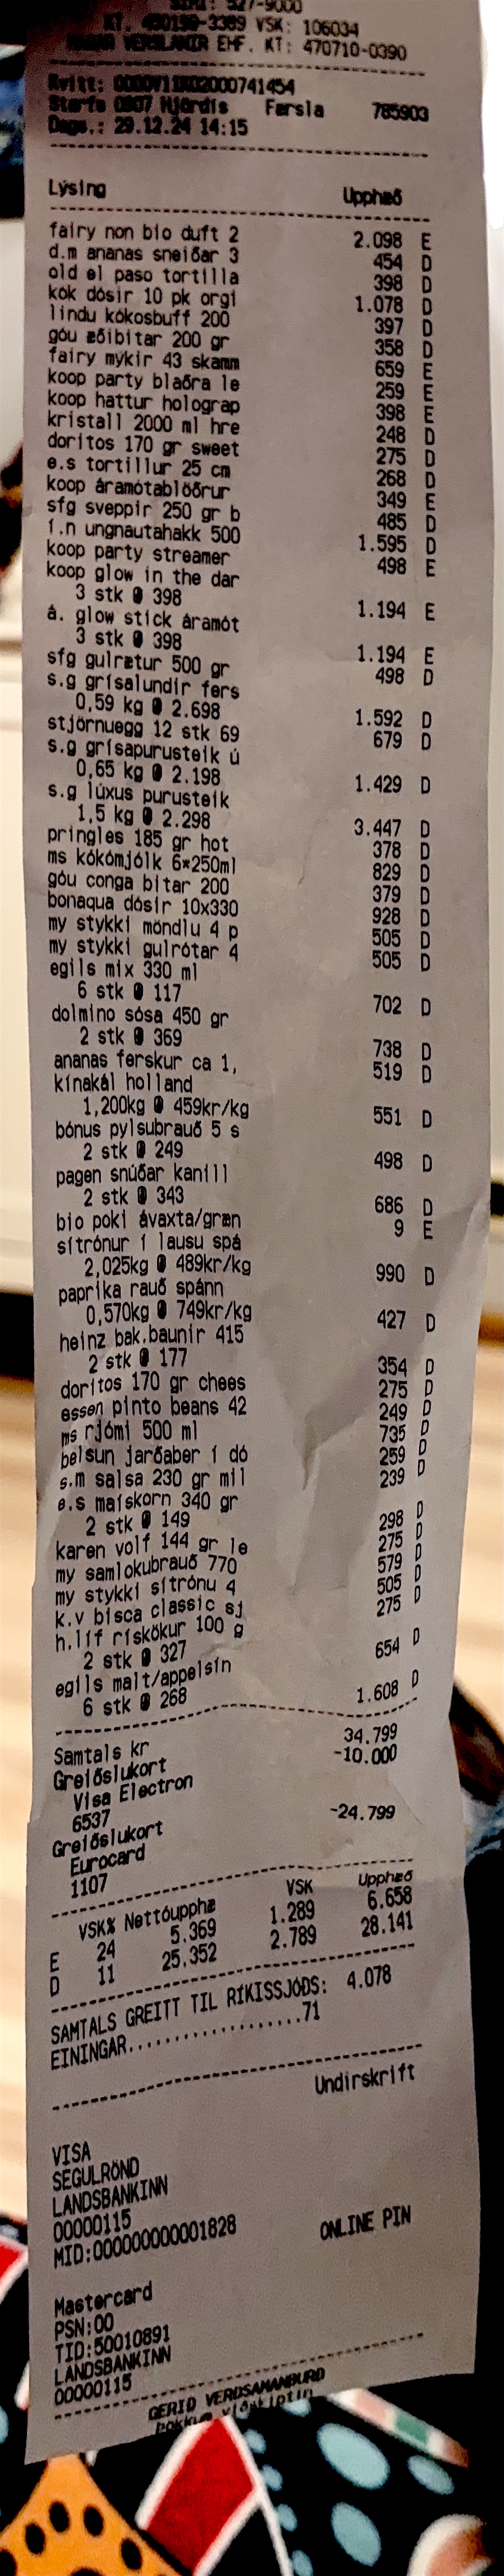 SÍMI: 527-9000
KT. 450199-3389 VSK: 106034
VERSLANIR EHF. KT: 470710-0390
Kvitt:
Starfs 0807 Hjördis Færsla 785903
Dags.: 29.12.24 14:15
Lýsing Upphæð
fairy non bio duft 2 2.098 E
d.m ananas sneiðar 3 454 D
old el paso tortilla 398 D
kók dósir 10 pk orgi 1.078 D
lindu kókosbuff 200 397 D
góu æðibitar 200 gr 358 D
fairy mýkir 43 skamm 659 E
koop party blaðra le 259 E
koop hattur holograp 398 E
kristall 2000 ml hre 248 D
doritos 170 gr sweet 275 D
e.s tortillur 25 cm 268 D
koop áramótablöðrur 349 E
sfg sveppir 250 gr b 485 D
í.n ungnautahakk 500 1.595 D
koop party streamer 498 E
koop glow in the dar
3 stk @ 398 1.194 E
á. glow stick áramót
3 stk @ 398 1.194 E
sfg gulrætur 500 gr 498 D
s.g grísalundir fers
0,59 kg @ 2.698 1.592 D
stjörnuegg 12 stk 69 679 D
s.g grísapurusteik ú
0,65 kg @ 2.198 1.429 D
s.g lúxus purusteik
1,5 kg @ 2.298 3.447 D
pringles 185 gr hot 378 D
ms kókómjólk 6*250ml 829 D
góu conga bitar 200 379 D
bonaqua dósir 10x330 928 D
my stykki möndlu 4 p 505 D
my stykki gulrótar 4 505 D
egils mix 330 ml
6 stk @ 117 702 D
dolmino sósa 450 gr
2 stk @ 369 738 D
ananas ferskur ca 1, 519 D
kínakál holland
1,200kg @ 459kr/kg 551 D
bónus pylsubrauð 5 s
2 stk @ 249 498 D
pagen snúðar kanill
2 stk @ 343 686 D
bio poki ávaxta/græn 9 E
sítrónur í lausu spá
2,025kg @ 489kr/kg 990 D
paprika rauð spánn
0,570kg @ 749kr/kg 427 D
heinz bak.baunir 415
2 stk @ 177 354 D
doritos 170 gr chees 275 D
essen pinto beans 42 249 D
ms rjómi 500 ml 735 D
belsun jarðaber í dó 259 D
s.m salsa 230 gr mil 239 D
e.s maískorn 340 gr
2 stk @ 149 298 D
karen volf 144 gr le 275 D
my samlokubrauð 770 579 D
my stykki sítrónu 4 505 D
k.v bisca classic sj 275 D
h.líf rískökur 100 g
2 stk @ 327 654 D
egils malt/appelsín
6 stk @ 268 1.608 D
Samtals kr 34.799
Greiðslukort -10.000
Visa Electron
6537
Greiðslukort -24.799
Eurocard
1107
VSK% Nettóupphæ VSK Upphæð
E 24 5.369 1.289 6.658
D 11 25.352 2.789 28.141
SAMTALS GREITT TIL RÍKISSJÓÐS: 4.078
EININGAR...................71
Undirskrift
VISA
SEGULRÖND
LANDSBANKINN
00000115
MID:000000000001828
ONLINE PIN
Mastercard
PSN:00
TID:50010891
LANDSBANKINN
00000115
GERIÐ VERÐSAMANBURÐ
Þökkum viðskiptin